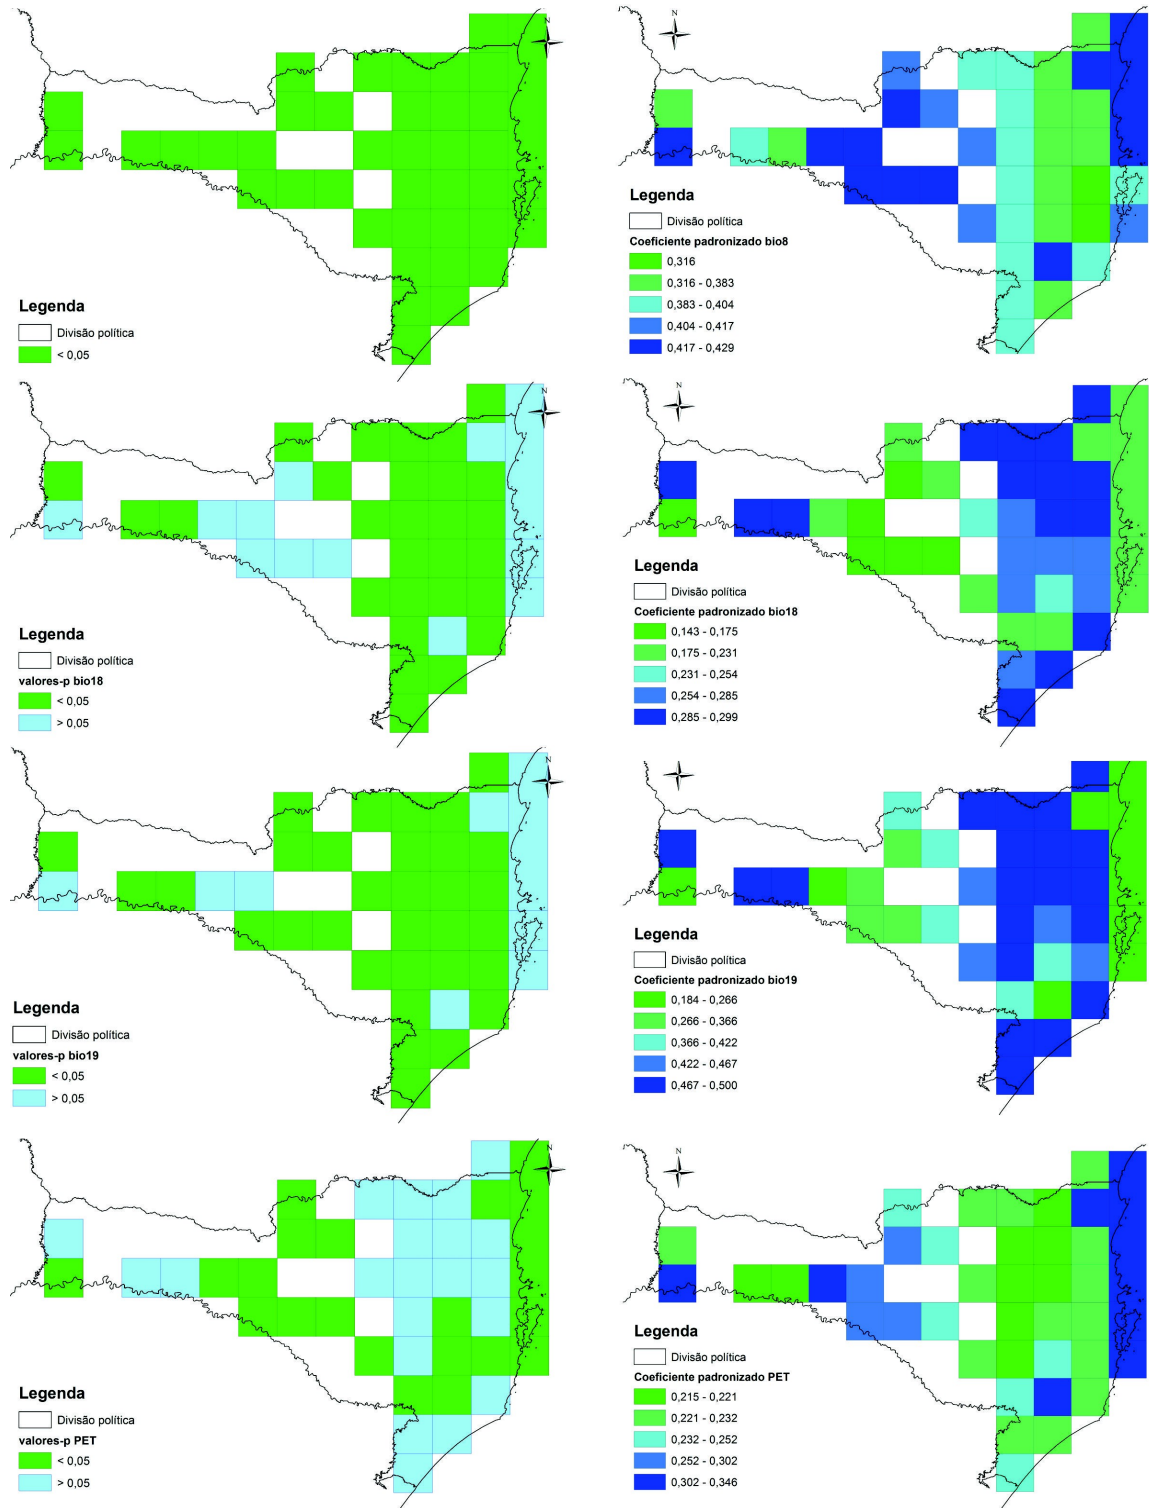 N
Legenda
Divisão política
< 0,05
N
Legenda
Divisão política
Coeficiente padronizado bio8
0,316
0,316 - 0,383
0,383 - 0,404
0,404 - 0,417
0,417 - 0,429
N
Legenda
Divisão política
valores-p bio18
< 0,05
> 0,05
N
Legenda
Divisão política
Coeficiente padronizado bio18
0,143 - 0,175
0,175 - 0,231
0,231 - 0,254
0,254 - 0,285
0,285 - 0,299
N
Legenda
Divisão política
valores-p bio19
< 0,05
> 0,05
N
Legenda
Divisão política
Coeficiente padronizado bio19
0,184 - 0,266
0,266 - 0,366
0,366 - 0,422
0,422 - 0,467
0,467 - 0,500
N
Legenda
Divisão política
valores-p PET
< 0,05
> 0,05
N
Legenda
Divisão política
Coeficiente padronizado PET
0,215 - 0,221
0,221 - 0,232
0,232 - 0,252
0,252 - 0,302
0,302 - 0,346